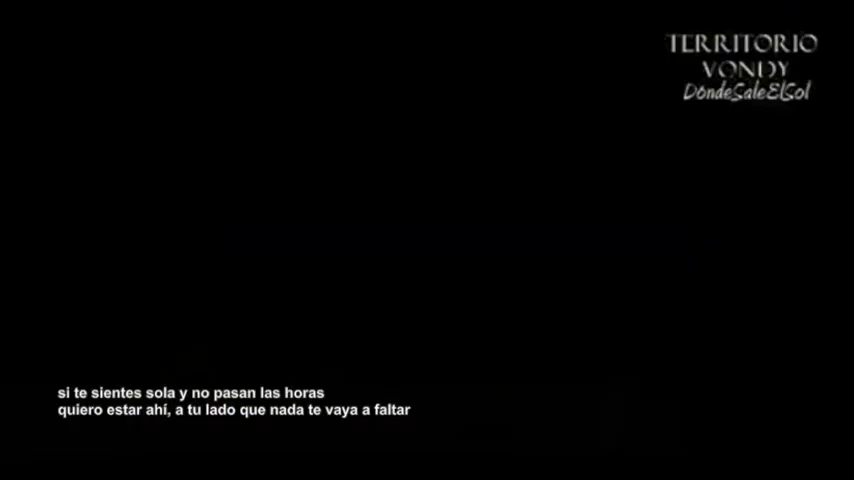 TERRITORIO
VONDY
DóndeSaleElSol
si te sientes sola y no pasan las horas
quiero estar ahí, a tu lado que nada te vaya a faltar